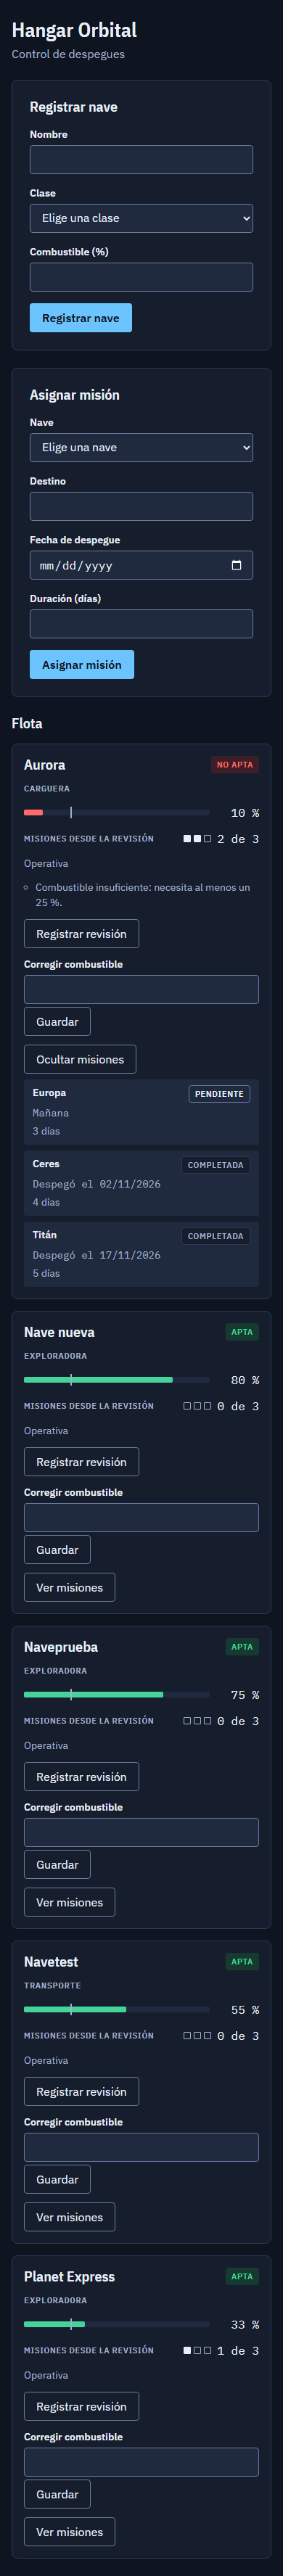 Hangar Orbital
Control de despegues
Registrar nave
Nombre
Clase
Elige una clase
Combustible (%)
Registrar nave
Asignar misión
Nave
Elige una nave
Destino
Fecha de despegue
mm/dd/yyyy
Duración (días)
Asignar misión
Flota
Aurora NO APTA
CARGUERA
10 %
MISIONES DESDE LA REVISIÓN 2 de 3
Operativa
Combustible insuficiente: necesita al menos un
25 %.
Registrar revisión
Corregir combustible
Guardar
Ocultar misiones
Europa PENDIENTE
Mañana
3 días
Ceres COMPLETADA
Despegó el 02/11/2026
4 días
Titán COMPLETADA
Despegó el 17/11/2026
5 días
Nave nueva APTA
EXPLORADORA
80 %
MISIONES DESDE LA REVISIÓN 0 de 3
Operativa
Registrar revisión
Corregir combustible
Guardar
Ver misiones
Naveprueba APTA
EXPLORADORA
75 %
MISIONES DESDE LA REVISIÓN 0 de 3
Operativa
Registrar revisión
Corregir combustible
Guardar
Ver misiones
Navetest APTA
TRANSPORTE
55 %
MISIONES DESDE LA REVISIÓN 0 de 3
Operativa
Registrar revisión
Corregir combustible
Guardar
Ver misiones
Planet Express APTA
EXPLORADORA
33 %
MISIONES DESDE LA REVISIÓN 1 de 3
Operativa
Registrar revisión
Corregir combustible
Guardar
Ver misiones